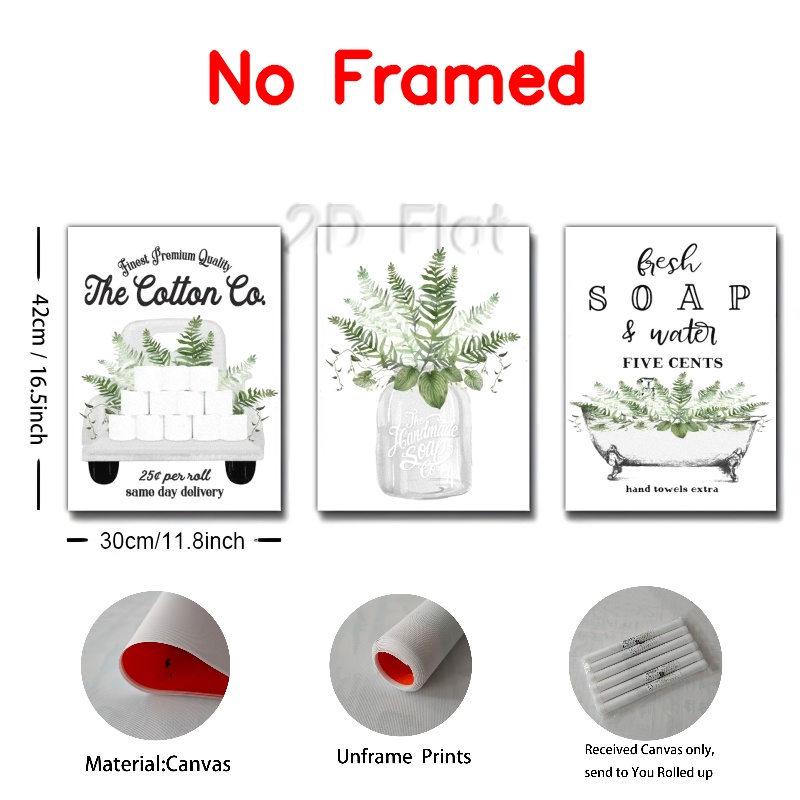 No Framed
2D Flat
Finest Premium Quality
The Cotton Co.
25¢ per roll
same day delivery
The
Handmade
Soap
Co.
fresh
SOAP
& water
FIVE CENTS
hand towels extra
42cm / 16.5inch
30cm/11.8inch
Material:Canvas
Unframe Prints
Received Canvas only,
send to You Rolled up